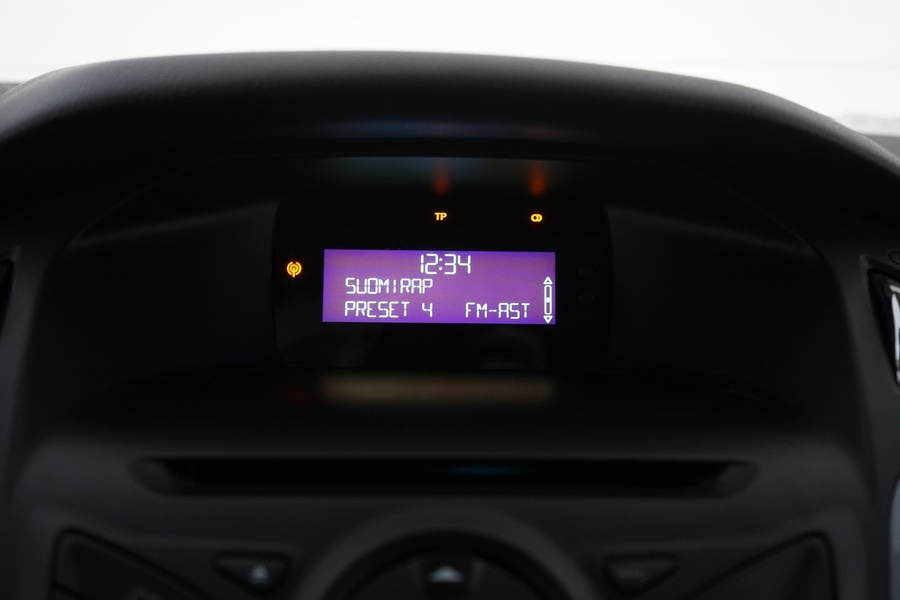 TP
12:34
SUOMIRAP
PRESET 4 FM-AST